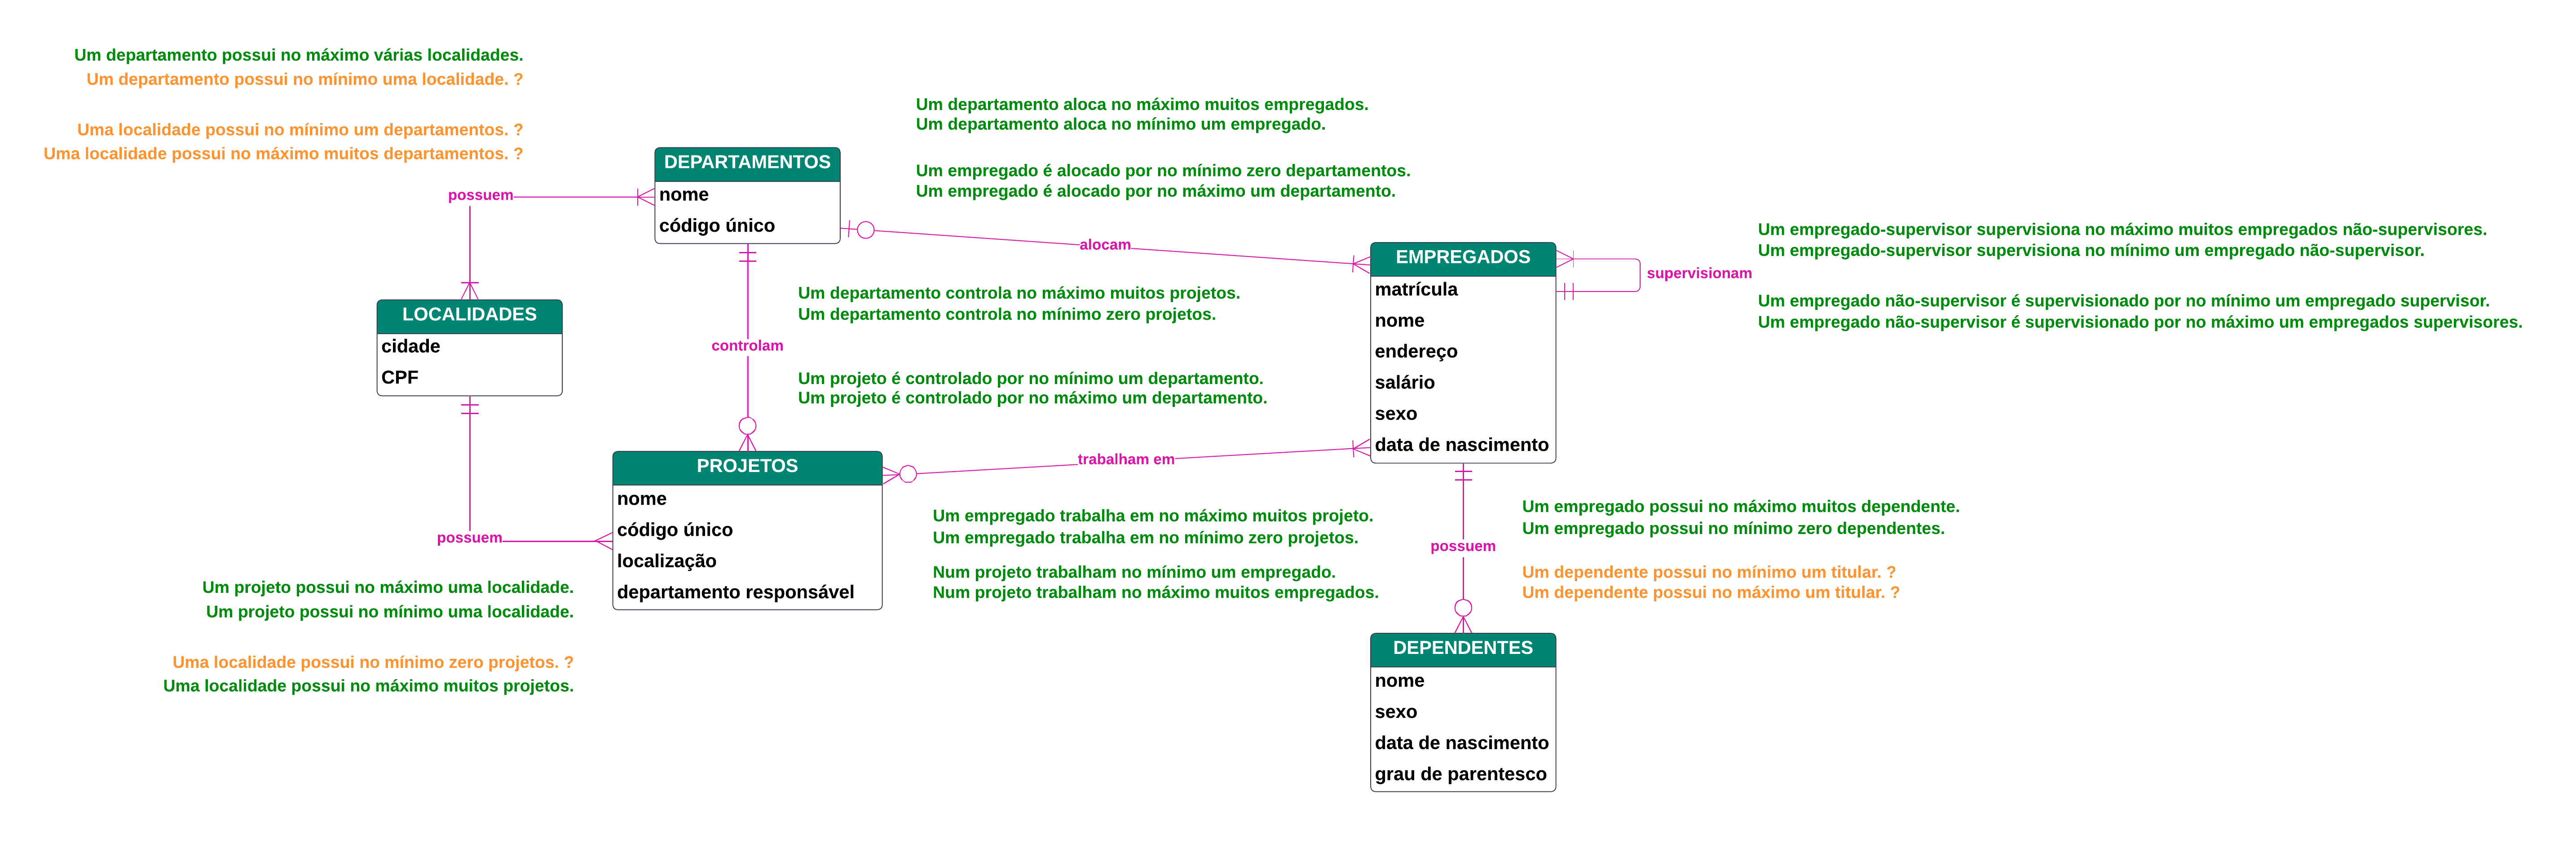 Um departamento possui no máximo várias localidades.
Um departamento possui no mínimo uma localidade. ?
Uma localidade possui no mínimo um departamentos. ?
Uma localidade possui no máximo muitos departamentos. ?
Um departamento aloca no máximo muitos empregados.
Um departamento aloca no mínimo um empregado.
Um empregado é alocado por no mínimo zero departamentos.
Um empregado é alocado por no máximo um departamento.
DEPARTAMENTOS
nome
código único
possuem
alocam
Um empregado-supervisor supervisiona no máximo muitos empregados não-supervisores.
Um empregado-supervisor supervisiona no mínimo um empregado não-supervisor.
supervisionam
Um empregado não-supervisor é supervisionado por no mínimo um empregado supervisor.
Um empregado não-supervisor é supervisionado por no máximo um empregados supervisores.
EMPREGADOS
matrícula
nome
endereço
salário
sexo
data de nascimento
LOCALIDADES
cidade
CPF
Um departamento controla no máximo muitos projetos.
Um departamento controla no mínimo zero projetos.
controlam
Um projeto é controlado por no mínimo um departamento.
Um projeto é controlado por no máximo um departamento.
trabalham em
PROJETOS
nome
código único
localização
departamento responsável
possuem
Um projeto possui no máximo uma localidade.
Um projeto possui no mínimo uma localidade.
Uma localidade possui no mínimo zero projetos. ?
Uma localidade possui no máximo muitos projetos.
Um empregado trabalha em no máximo muitos projeto.
Um empregado trabalha em no mínimo zero projetos.
Num projeto trabalham no mínimo um empregado.
Num projeto trabalham no máximo muitos empregados.
possuem
Um empregado possui no máximo muitos dependente.
Um empregado possui no mínimo zero dependentes.
Um dependente possui no mínimo um titular. ?
Um dependente possui no máximo um titular. ?
DEPENDENTES
nome
sexo
data de nascimento
grau de parentesco